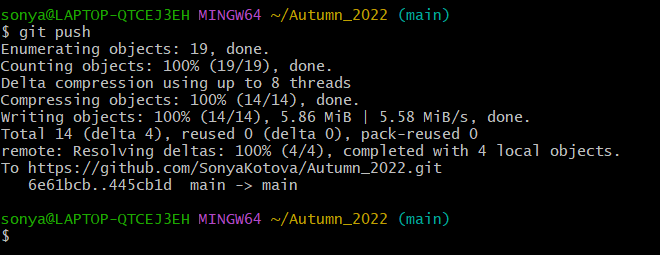 sonya@LAPTOP-QTCEJ3EH MINGW64 ~/Autumn_2022 (main)
$ git push
Enumerating objects: 19, done.
Counting objects: 100% (19/19), done.
Delta compression using up to 8 threads
Compressing objects: 100% (14/14), done.
Writing objects: 100% (14/14), 5.86 MiB | 5.58 MiB/s, done.
Total 14 (delta 4), reused 0 (delta 0), pack-reused 0
remote: Resolving deltas: 100% (4/4), completed with 4 local objects.
To https://github.com/SonyaKotova/Autumn_2022.git
   6e61bcb..445cb1d  main -> main
sonya@LAPTOP-QTCEJ3EH MINGW64 ~/Autumn_2022 (main)
$